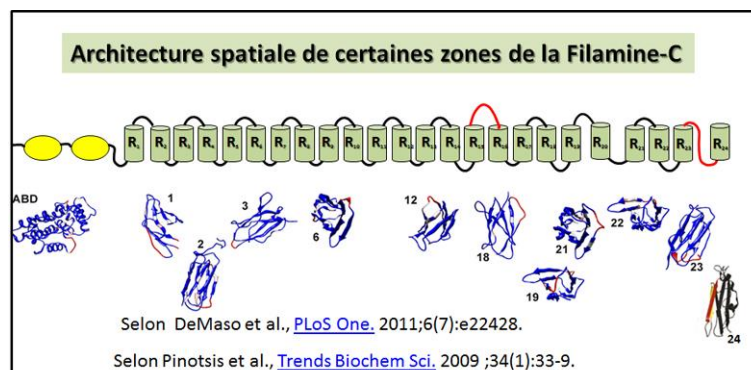 Architecture spatiale de certaines zones de la Filamine-C
R₁ R₂ R₃ R₄ R₅ R₆ R₇ R₈ R₉ R₁₀ R₁₁ R₁₂ R₁₃ R₁₄ R₁₅ R₁₆ R₁₇ R₁₈ R₁₉ R₂₀ R₂₁ R₂₂ R₂₃ R₂₄
ABD 1 2 3 6 12 18 19 21 22 23 24
Selon DeMaso et al., PLoS One. 2011;6(7):e22428.
Selon Pinotsis et al., Trends Biochem Sci. 2009 ;34(1):33-9.